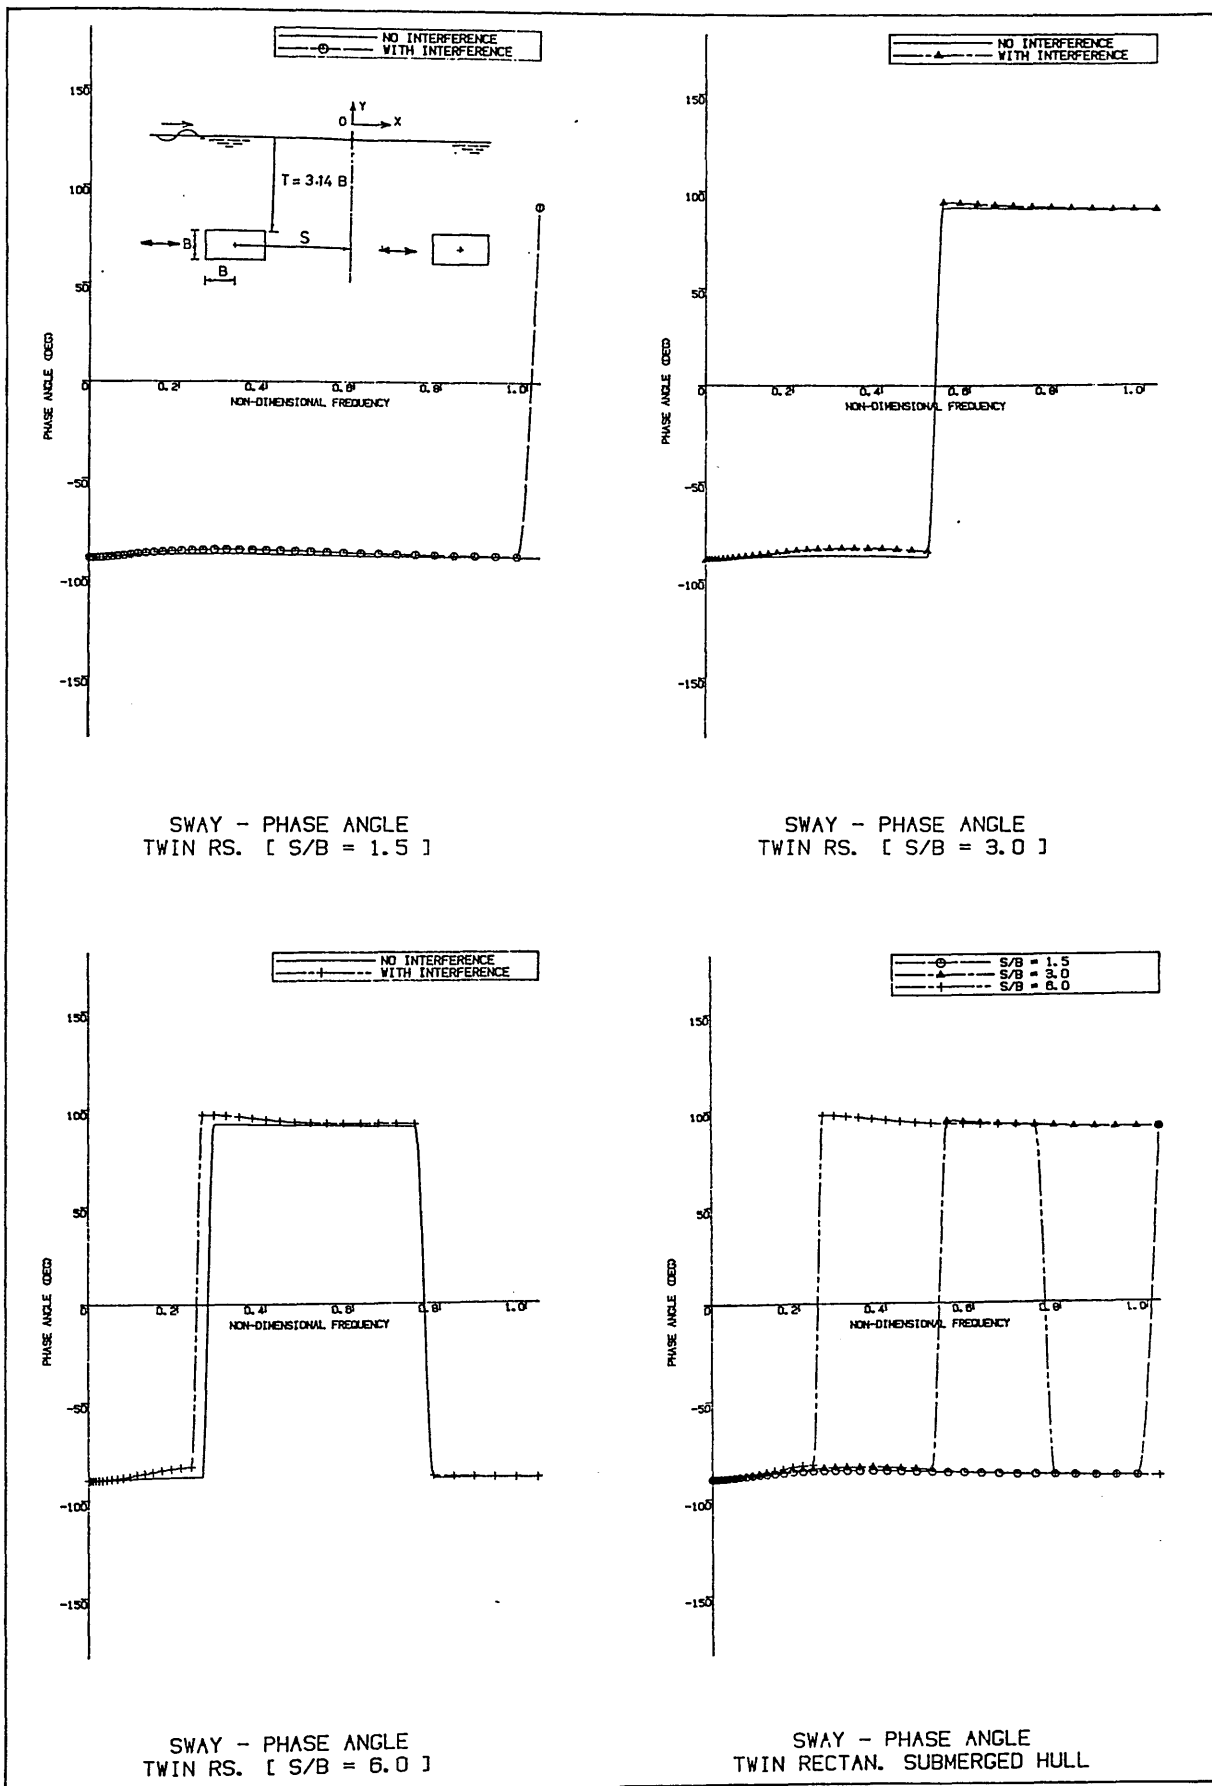 NO INTERFERENCE
WITH INTERFERENCE
150
100
50
0
-50
-100
-150
PHASE ANGLE (DEG)
0.2
0.4
0.6
0.8
1.0
NON-DIMENSIONAL FREQUENCY
Y
O
X
T = 3.14 B
B
S
B
SWAY - PHASE ANGLE
TWIN RS. [ S/B = 1.5 ]
NO INTERFERENCE
WITH INTERFERENCE
150
100
50
0
-50
-100
-150
PHASE ANGLE (DEG)
0.2
0.4
0.6
0.8
1.0
NON-DIMENSIONAL FREQUENCY
SWAY - PHASE ANGLE
TWIN RS. [ S/B = 3.0 ]
NO INTERFERENCE
WITH INTERFERENCE
150
100
50
0
-50
-100
-150
PHASE ANGLE (DEG)
0.2
0.4
0.6
0.8
1.0
NON-DIMENSIONAL FREQUENCY
SWAY - PHASE ANGLE
TWIN RS. [ S/B = 6.0 ]
S/B = 1.5
S/B = 3.0
S/B = 6.0
150
100
50
0
-50
-100
-150
PHASE ANGLE (DEG)
0.2
0.4
0.6
0.8
1.0
NON-DIMENSIONAL FREQUENCY
SWAY - PHASE ANGLE
TWIN RECTAN. SUBMERGED HULL